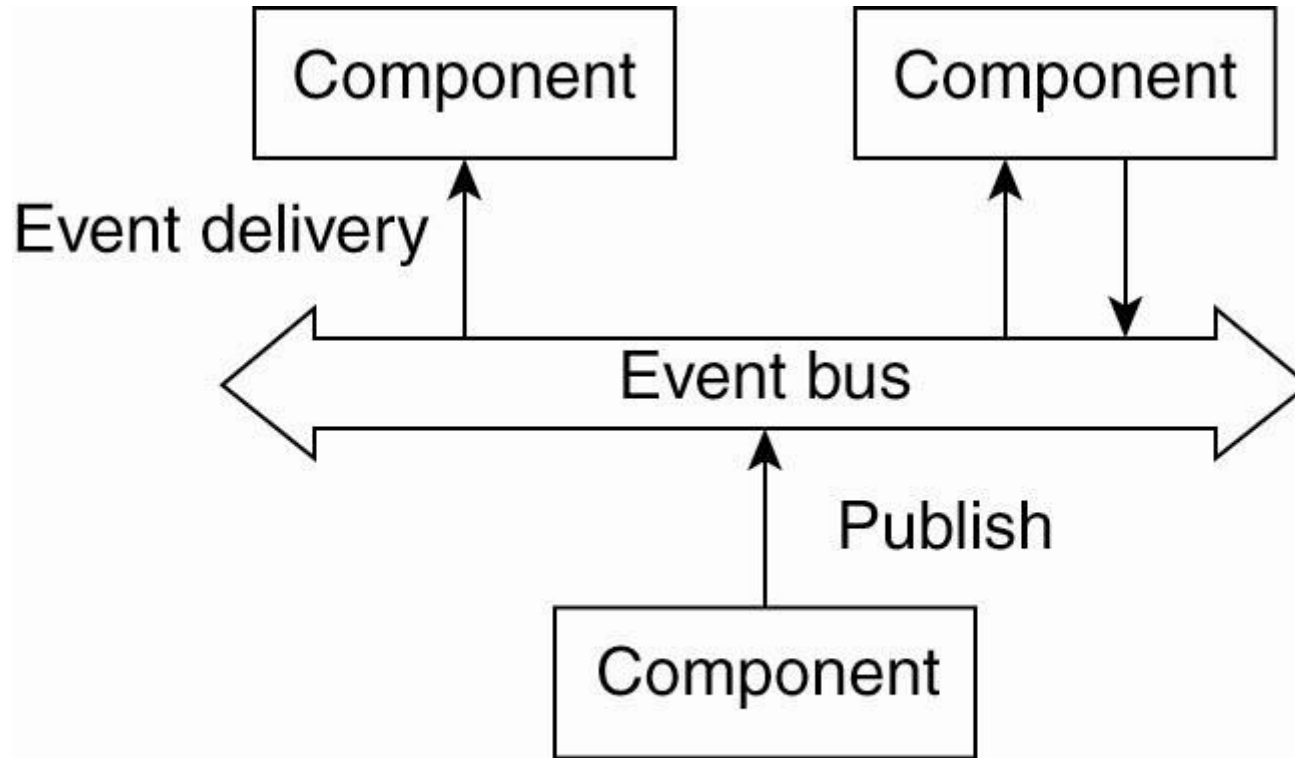 Component
Component
Event delivery
Event bus
Publish
Component